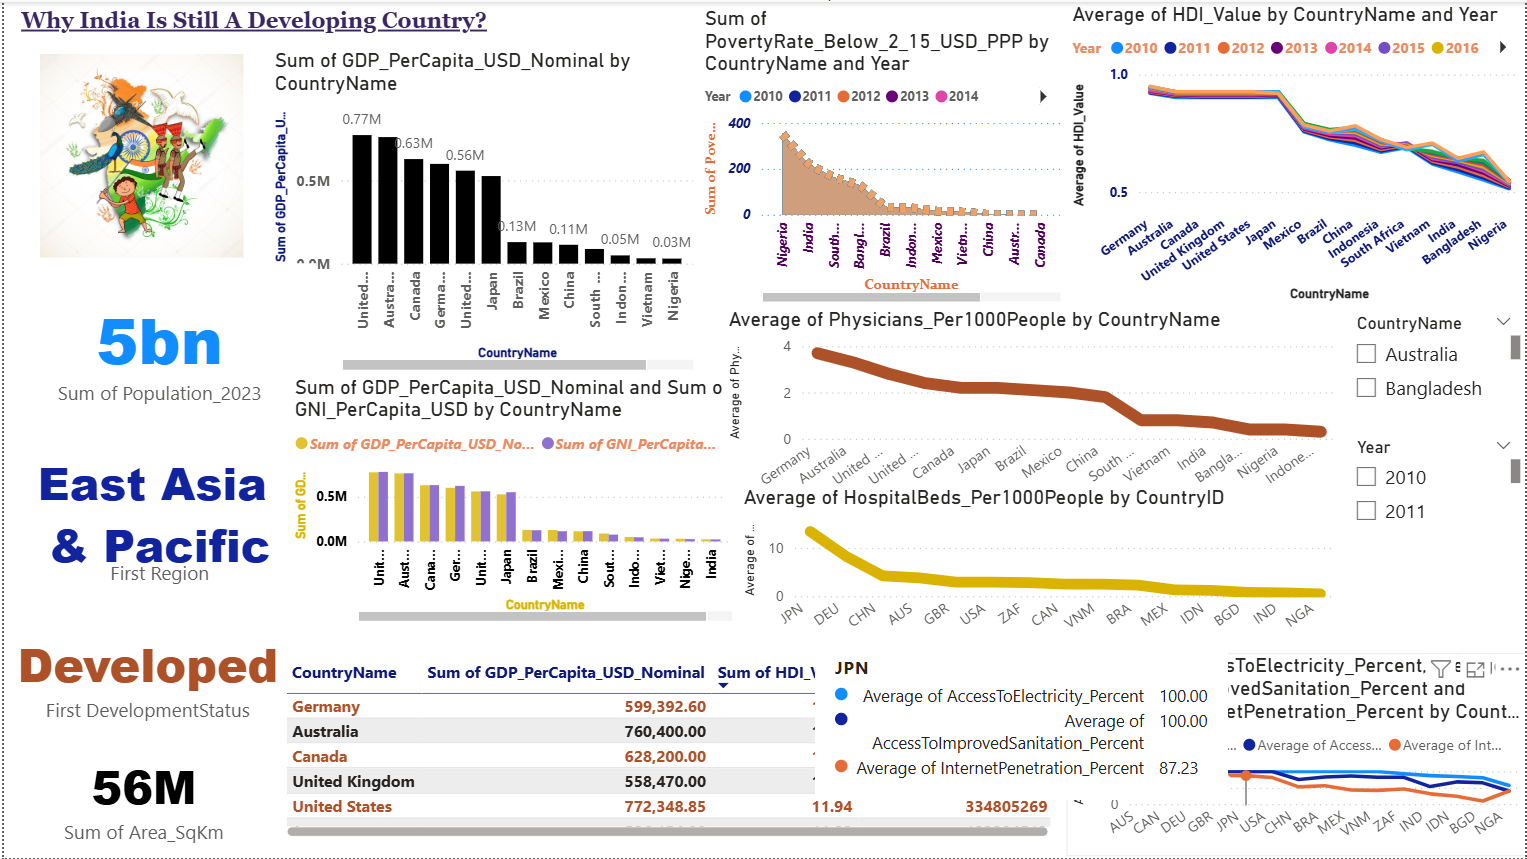 Why India Is Still A Developing Country?
5bn
Sum of Population_2023
East Asia
& Pacific
First Region
Developed
First DevelopmentStatus
56M
Sum of Area_SqKm
Sum of GDP_PerCapita_USD_Nominal by
CountryName
Sum of GDP_PerCapita_U...
0.77M
0.63M
0.56M
0.13M
0.11M
0.05M
0.03M
0.5M
0.0M
United...
Austra...
Canada
Germa...
United...
Japan
Brazil
Mexico
China
South ...
Indon...
Vietnam
Nigeria
CountryName
Sum of GDP_PerCapita_USD_Nominal and Sum o
GNI_PerCapita_USD by CountryName
Sum of GDP_PerCapita_USD_No... Sum of GNI_PerCapita...
Sum of GD...
0.5M
0.0M
Unit...
Aust...
Cana...
Ger...
Unit...
Japan
Brazil
Mexi...
China
Sout...
Indo...
Viet...
Nige...
India
CountryName
Sum of
PovertyRate_Below_2_15_USD_PPP by
CountryName and Year
Year 2010 2011 2012 2013 2014
Sum of Pove...
400
200
0
Nigeria
India
South...
Bangl...
Brazil
Indon...
Mexico
Vietn...
China
Austr...
Canada
CountryName
Average of HDI_Value by CountryName and Year
Year 2010 2011 2012 2013 2014 2015 2016
Average of HDI_Value
1.0
0.5
Germany
Australia
Canada
United Kingdom
United States
Japan
Mexico
Brazil
China
Indonesia
South Africa
Vietnam
India
Bangladesh
Nigeria
CountryName
Average of Physicians_Per1000People by CountryName
Average of Phy...
4
2
0
Germany
Australia
United ...
United ...
Canada
Japan
Brazil
Mexico
China
South ...
Vietnam
India
Bangla...
Nigeria
Indone...
CountryName
Australia
Bangladesh
Year
2010
2011
Average of HospitalBeds_Per1000People by CountryID
Average of ...
10
0
JPN
DEU
CHN
AUS
GBR
USA
ZAF
CAN
VNM
BRA
MEX
IDN
BGD
IND
NGA
CountryName Sum of GDP_PerCapita_USD_Nominal Sum of HDI_V
Germany 599,392.60
Australia 760,400.00
Canada 628,200.00
United Kingdom 558,470.00
United States 772,348.85 11.94 334805269
JPN
Average of AccessToElectricity_Percent 100.00
Average of 100.00
AccessToImprovedSanitation_Percent
Average of InternetPenetration_Percent 87.23
sToElectricity_Percent,
vedSanitation_Percent and
etPenetration_Percent by Count...
... Average of Access... Average of Int...
0
AUS
CAN
DEU
GBR
JPN
USA
CHN
BRA
MEX
VNM
ZAF
IND
IDN
BGD
NGA